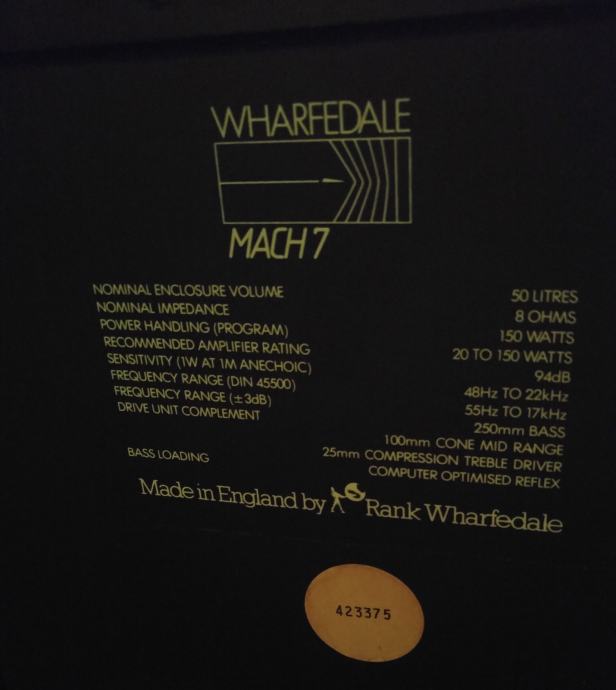 WHARFEDALE
MACH 7
NOMINAL ENCLOSURE VOLUME 50 LITRES
NOMINAL IMPEDANCE 8 OHMS
POWER HANDLING (PROGRAM) 150 WATTS
RECOMMENDED AMPLIFIER RATING 20 TO 150 WATTS
SENSITIVITY (1W AT 1M ANECHOIC) 94dB
FREQUENCY RANGE (DIN 45500) 48Hz TO 22kHz
FREQUENCY RANGE (±3dB) 55Hz TO 17kHz
DRIVE UNIT COMPLEMENT 250mm BASS
100mm CONE MID RANGE
25mm COMPRESSION TREBLE DRIVER
BASS LOADING COMPUTER OPTIMISED REFLEX
Made in England by Rank Wharfedale
423375